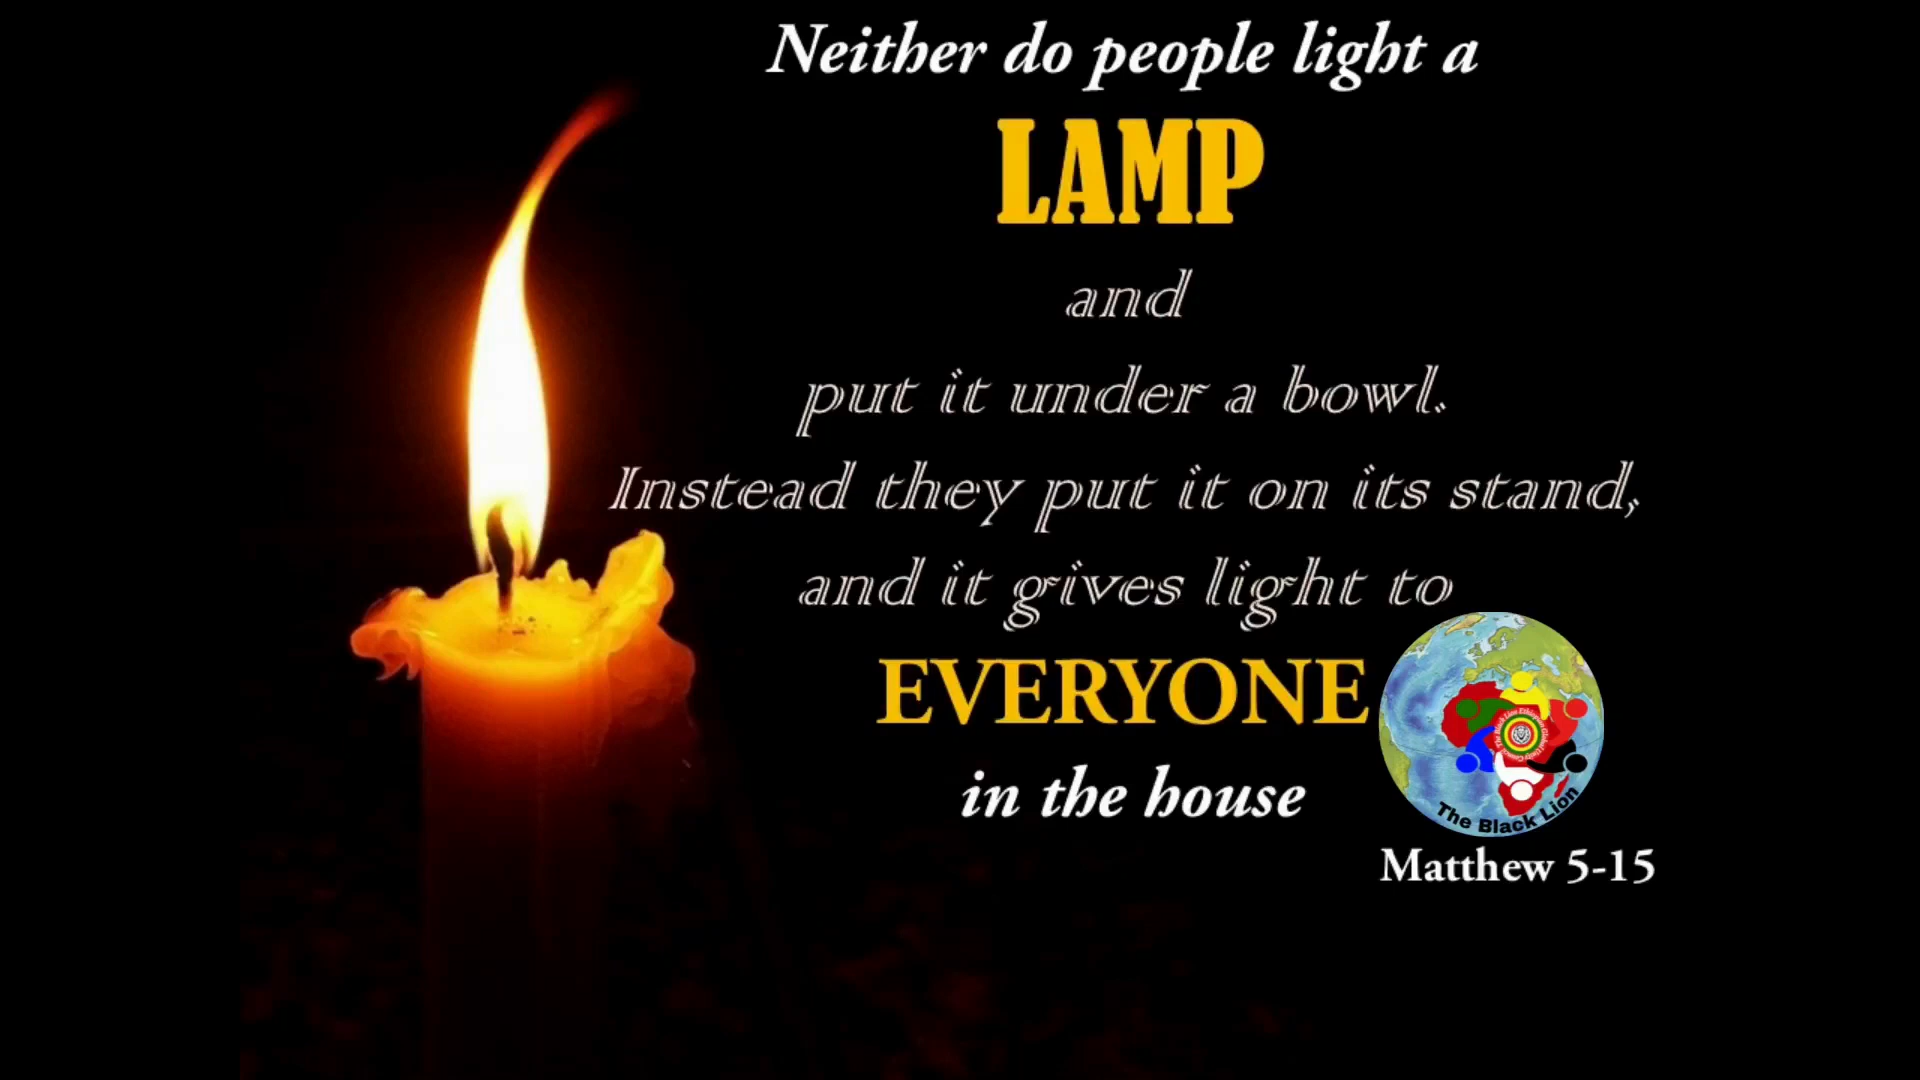 Neither do people light a
LAMP
and
put it under a bowl.
Instead they put it on its stand,
and it gives light to
EVERYONE
in the house
The Black Lion
Matthew 5-15